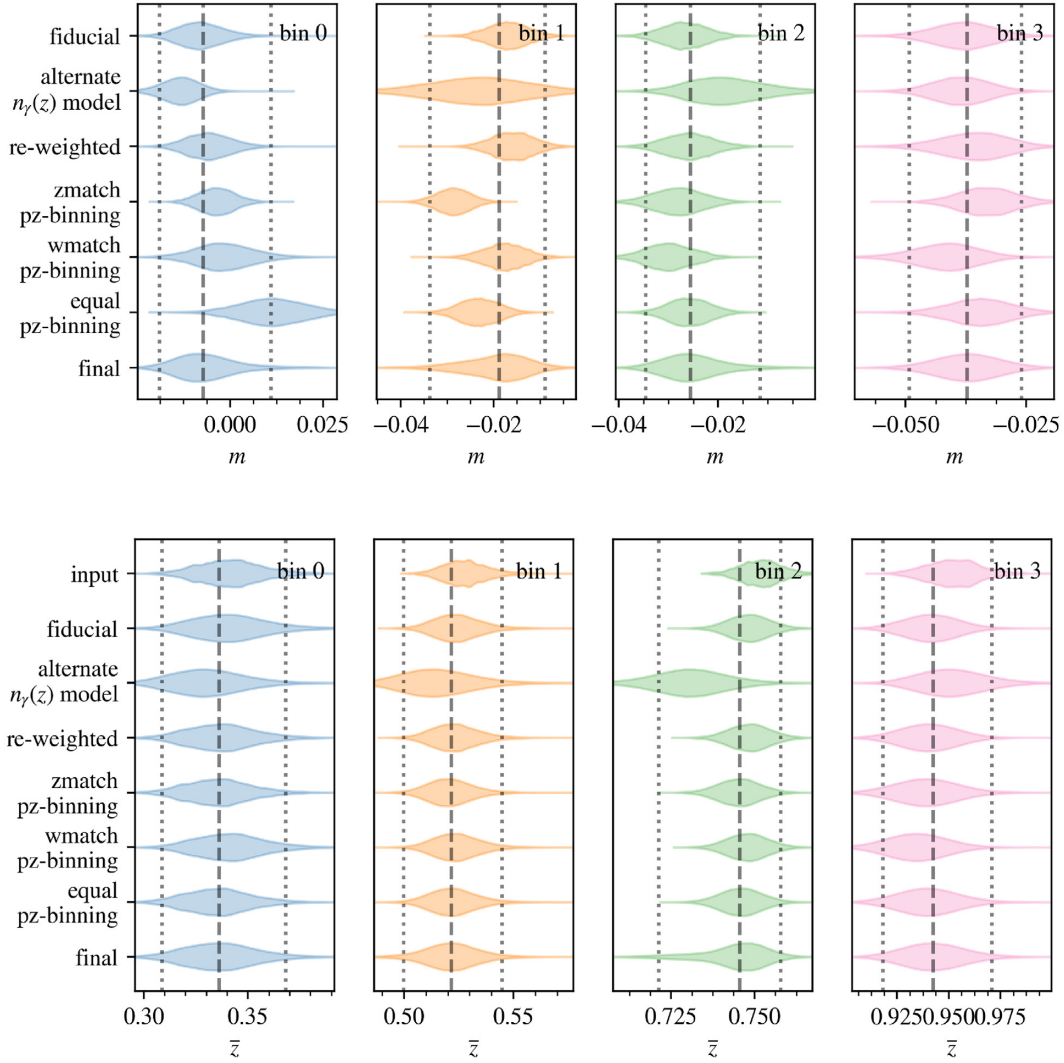 fiducial
alternate
nγ(z) model
re-weighted
zmatch
pz-binning
wmatch
pz-binning
equal
pz-binning
final
bin 0
bin 1
bin 2
bin 3
0.000 0.025
−0.04 −0.02
−0.04 −0.02
−0.050 −0.025
m
m
m
m
input
fiducial
alternate
nγ(z) model
re-weighted
zmatch
pz-binning
wmatch
pz-binning
equal
pz-binning
final
bin 0
bin 1
bin 2
bin 3
0.30 0.35
0.50 0.55
0.725 0.750
0.925 0.950 0.975
z̅
z̅
z̅
z̅